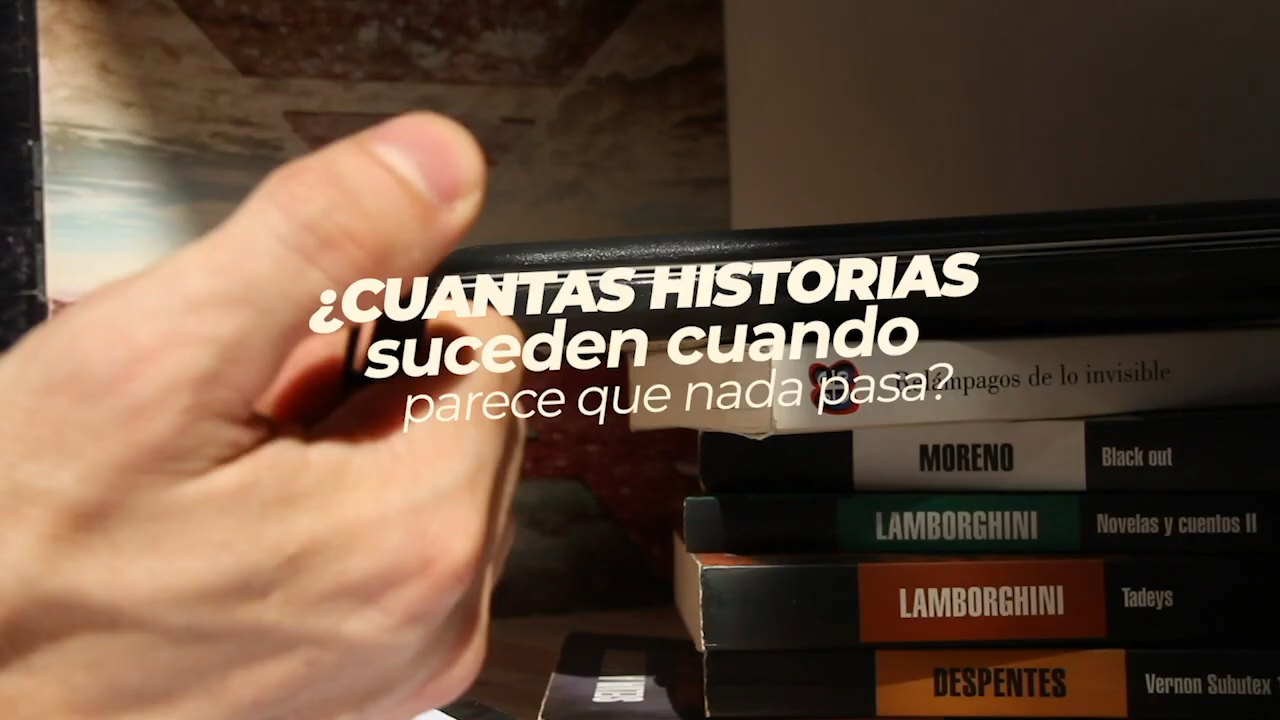 ¿CUANTAS HISTORIAS
suceden cuando
parece que nada pasa?
Relámpagos de lo invisible
MORENO Black out
LAMBORGHINI Novelas y cuentos II
LAMBORGHINI Tadeys
DESPENTES Vernon Subutex